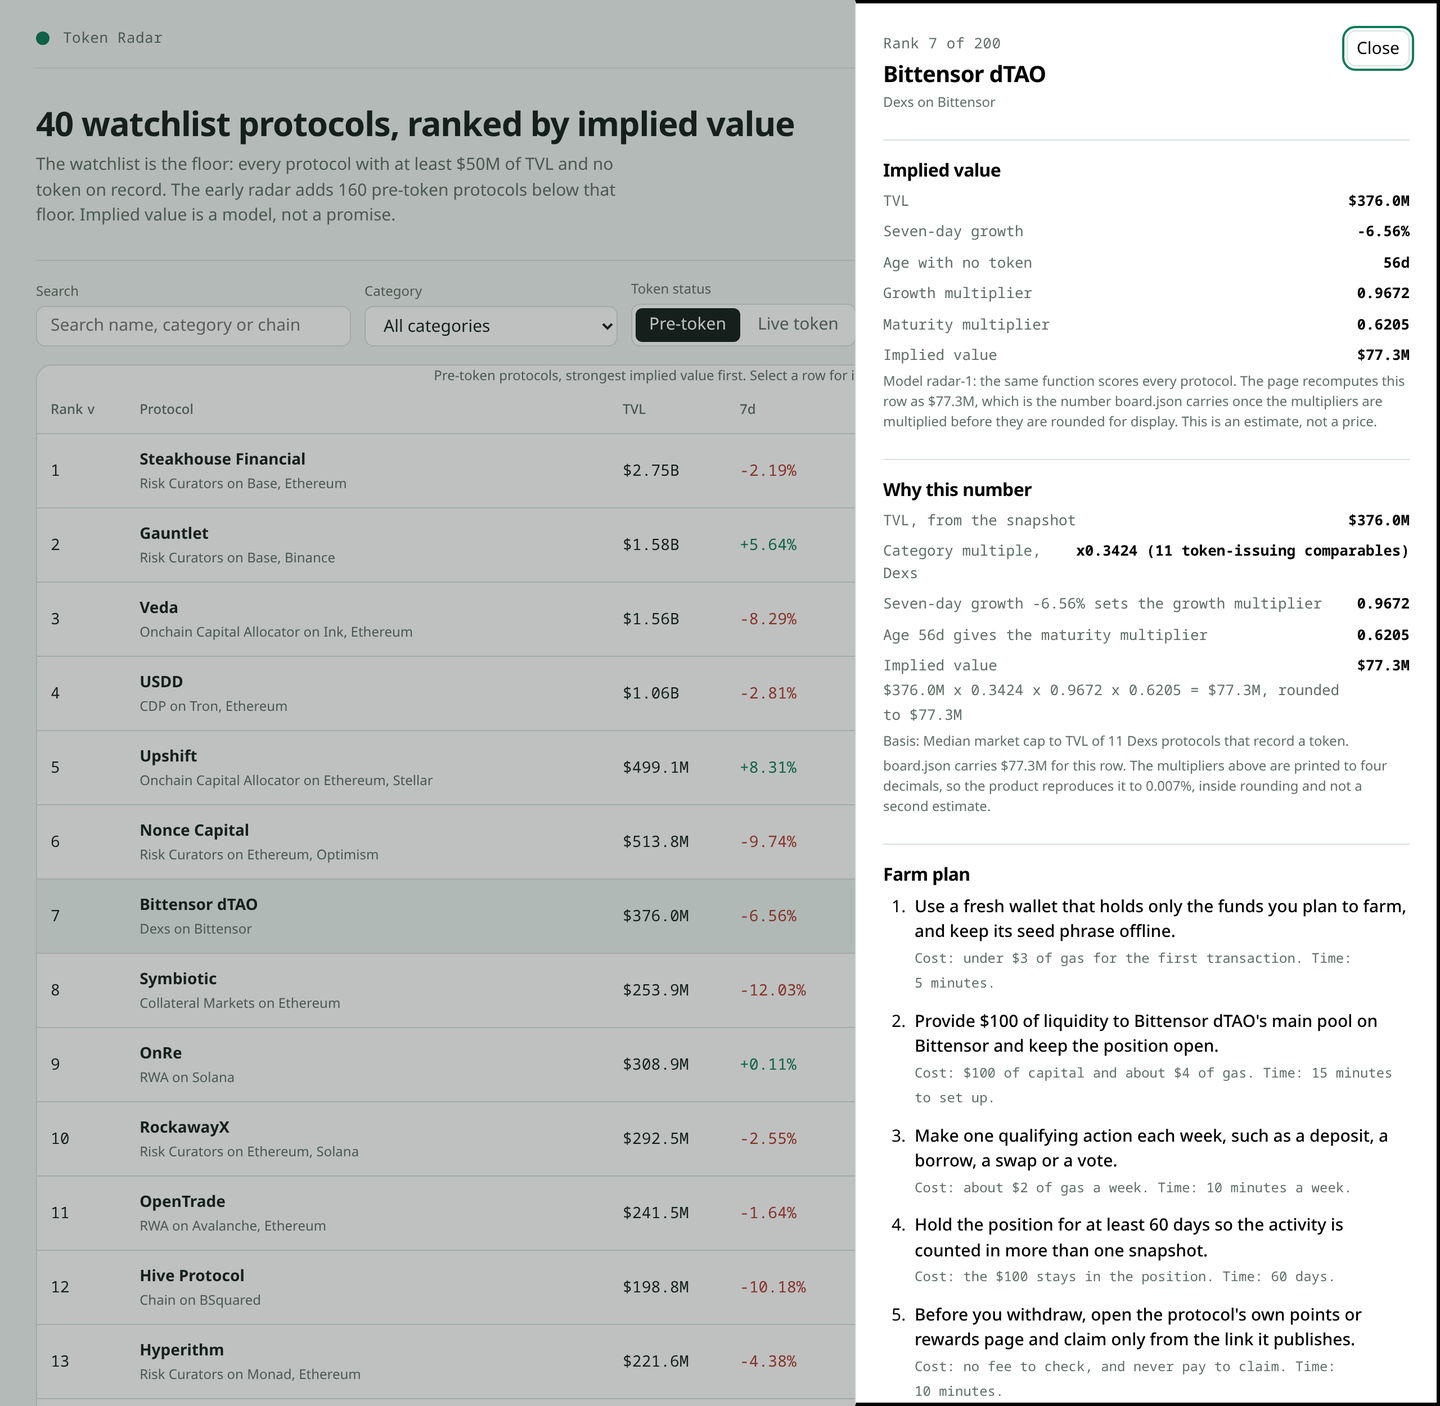 Token Radar
40 watchlist protocols, ranked by implied value
The watchlist is the floor: every protocol with at least $50M of TVL and no
token on record. The early radar adds 160 pre-token protocols below that
floor. Implied value is a model, not a promise.
Search
Category
Token status
Search name, category or chain
All categories
Pre-token
Live token
Pre-token protocols, strongest implied value first. Select a row for i
Rank v
Protocol
TVL
7d
1
Steakhouse Financial
Risk Curators on Base, Ethereum
$2.75B
-2.19%
2
Gauntlet
Risk Curators on Base, Binance
$1.58B
+5.64%
3
Veda
Onchain Capital Allocator on Ink, Ethereum
$1.56B
-8.29%
4
USDD
CDP on Tron, Ethereum
$1.06B
-2.81%
5
Upshift
Onchain Capital Allocator on Ethereum, Stellar
$499.1M
+8.31%
6
Nonce Capital
Risk Curators on Ethereum, Optimism
$513.8M
-9.74%
7
Bittensor dTAO
Dexs on Bittensor
$376.0M
-6.56%
8
Symbiotic
Collateral Markets on Ethereum
$253.9M
-12.03%
9
OnRe
RWA on Solana
$308.9M
+0.11%
10
RockawayX
Risk Curators on Ethereum, Solana
$292.5M
-2.55%
11
OpenTrade
RWA on Avalanche, Ethereum
$241.5M
-1.64%
12
Hive Protocol
Chain on BSquared
$198.8M
-10.18%
13
Hyperithm
Risk Curators on Monad, Ethereum
$221.6M
-4.38%
Rank 7 of 200
Close
Bittensor dTAO
Dexs on Bittensor
Implied value
TVL $376.0M
Seven-day growth -6.56%
Age with no token 56d
Growth multiplier 0.9672
Maturity multiplier 0.6205
Implied value $77.3M
Model radar-1: the same function scores every protocol. The page recomputes this
row as $77.3M, which is the number board.json carries once the multipliers are
multiplied before they are rounded for display. This is an estimate, not a price.
Why this number
TVL, from the snapshot $376.0M
Category multiple, x0.3424 (11 token-issuing comparables)
Dexs
Seven-day growth -6.56% sets the growth multiplier 0.9672
Age 56d gives the maturity multiplier 0.6205
Implied value $77.3M
$376.0M x 0.3424 x 0.9672 x 0.6205 = $77.3M, rounded
to $77.3M
Basis: Median market cap to TVL of 11 Dexs protocols that record a token.
board.json carries $77.3M for this row. The multipliers above are printed to four
decimals, so the product reproduces it to 0.007%, inside rounding and not a
second estimate.
Farm plan
1. Use a fresh wallet that holds only the funds you plan to farm,
and keep its seed phrase offline.
Cost: under $3 of gas for the first transaction. Time:
5 minutes.
2. Provide $100 of liquidity to Bittensor dTAO's main pool on
Bittensor and keep the position open.
Cost: $100 of capital and about $4 of gas. Time: 15 minutes
to set up.
3. Make one qualifying action each week, such as a deposit, a
borrow, a swap or a vote.
Cost: about $2 of gas a week. Time: 10 minutes a week.
4. Hold the position for at least 60 days so the activity is
counted in more than one snapshot.
Cost: the $100 stays in the position. Time: 60 days.
5. Before you withdraw, open the protocol's own points or
rewards page and claim only from the link it publishes.
Cost: no fee to check, and never pay to claim. Time:
10 minutes.